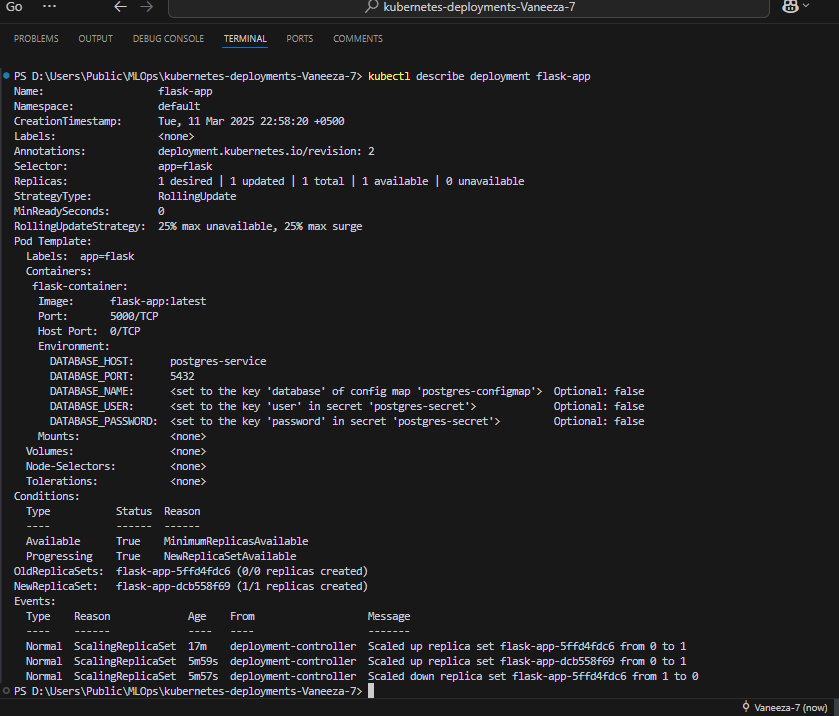 Go ··· kubernetes-deployments-Vaneeza-7
PROBLEMS OUTPUT DEBUG CONSOLE TERMINAL PORTS COMMENTS
PS D:\Users\Public\MLOps\kubernetes-deployments-Vaneeza-7> kubectl describe deployment flask-app
Name:                   flask-app
Namespace:              default
CreationTimestamp:      Tue, 11 Mar 2025 22:58:20 +0500
Labels:                 <none>
Annotations:            deployment.kubernetes.io/revision: 2
Selector:               app=flask
Replicas:               1 desired | 1 updated | 1 total | 1 available | 0 unavailable
StrategyType:           RollingUpdate
MinReadySeconds:        0
RollingUpdateStrategy:  25% max unavailable, 25% max surge
Pod Template:
  Labels:  app=flask
  Containers:
   flask-container:
    Image:      flask-app:latest
    Port:       5000/TCP
    Host Port:  0/TCP
    Environment:
      DATABASE_HOST:      postgres-service
      DATABASE_PORT:      5432
      DATABASE_NAME:      <set to the key 'database' of config map 'postgres-configmap'>  Optional: false
      DATABASE_USER:      <set to the key 'user' in secret 'postgres-secret'>             Optional: false
      DATABASE_PASSWORD:  <set to the key 'password' in secret 'postgres-secret'>         Optional: false
    Mounts:               <none>
  Volumes:                <none>
  Node-Selectors:         <none>
  Tolerations:            <none>
Conditions:
  Type           Status  Reason
  ----           ------  ------
  Available      True    MinimumReplicasAvailable
  Progressing    True    NewReplicaSetAvailable
OldReplicaSets:  flask-app-5ffd4fdc6 (0/0 replicas created)
NewReplicaSet:   flask-app-dcb558f69 (1/1 replicas created)
Events:
  Type    Reason             Age    From                   Message
  ----    ------             ----   ----                   -------
  Normal  ScalingReplicaSet  17m    deployment-controller  Scaled up replica set flask-app-5ffd4fdc6 from 0 to 1
  Normal  ScalingReplicaSet  5m59s  deployment-controller  Scaled up replica set flask-app-dcb558f69 from 0 to 1
  Normal  ScalingReplicaSet  5m57s  deployment-controller  Scaled down replica set flask-app-5ffd4fdc6 from 1 to 0
PS D:\Users\Public\MLOps\kubernetes-deployments-Vaneeza-7>
Vaneeza-7 (now)